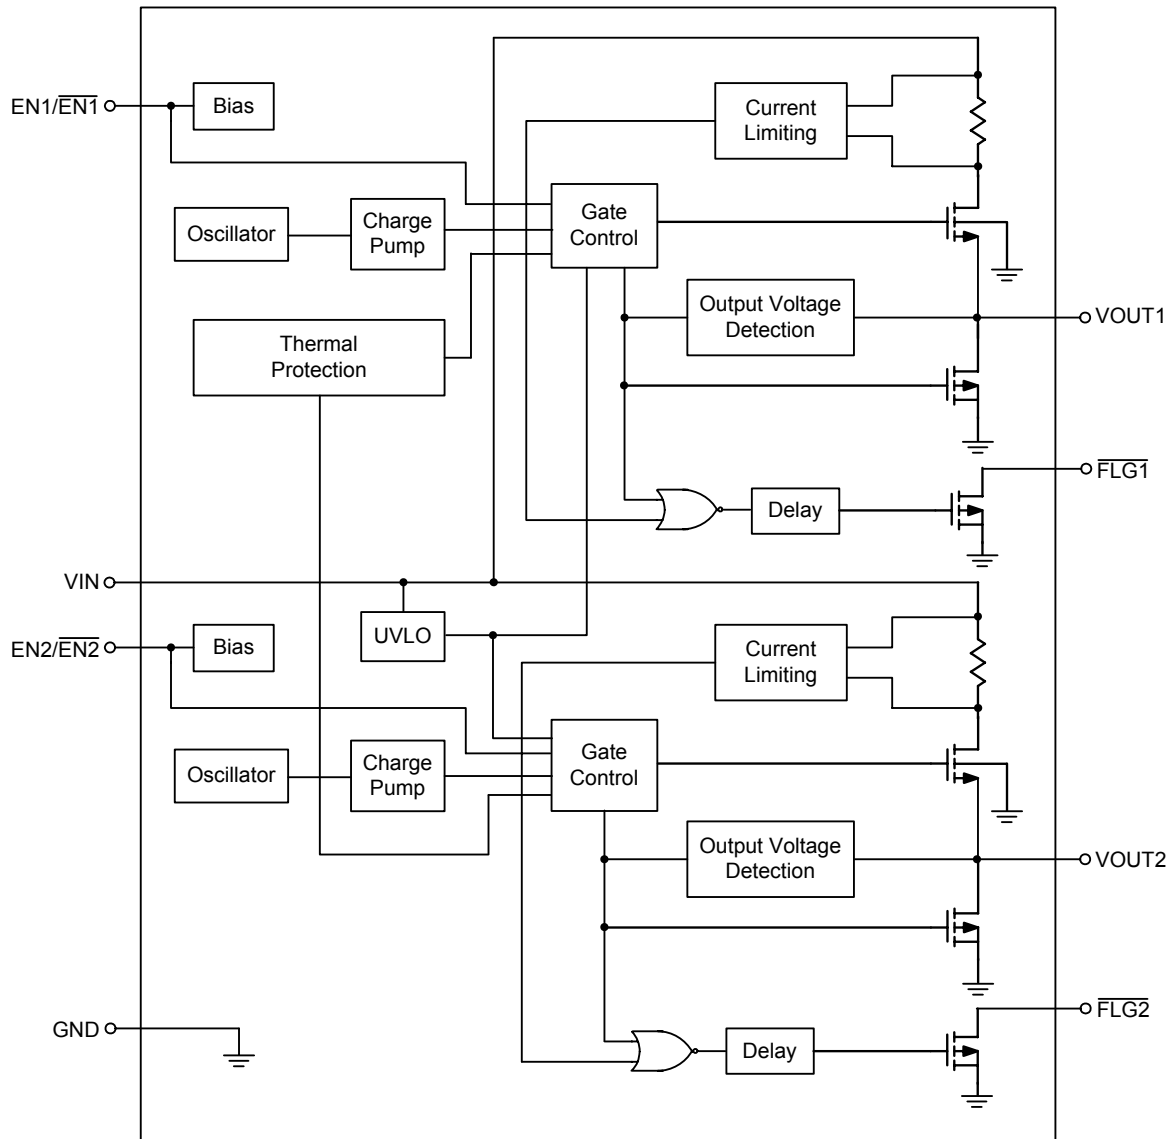 EN1/EN1
Bias
Current
Limiting
Oscillator
Charge
Pump
Gate
Control
Output Voltage
Detection
VOUT1
Thermal
Protection
FLG1
Delay
VIN
UVLO
EN2/EN2
Bias
Current
Limiting
Oscillator
Charge
Pump
Gate
Control
Output Voltage
Detection
VOUT2
FLG2
GND
Delay